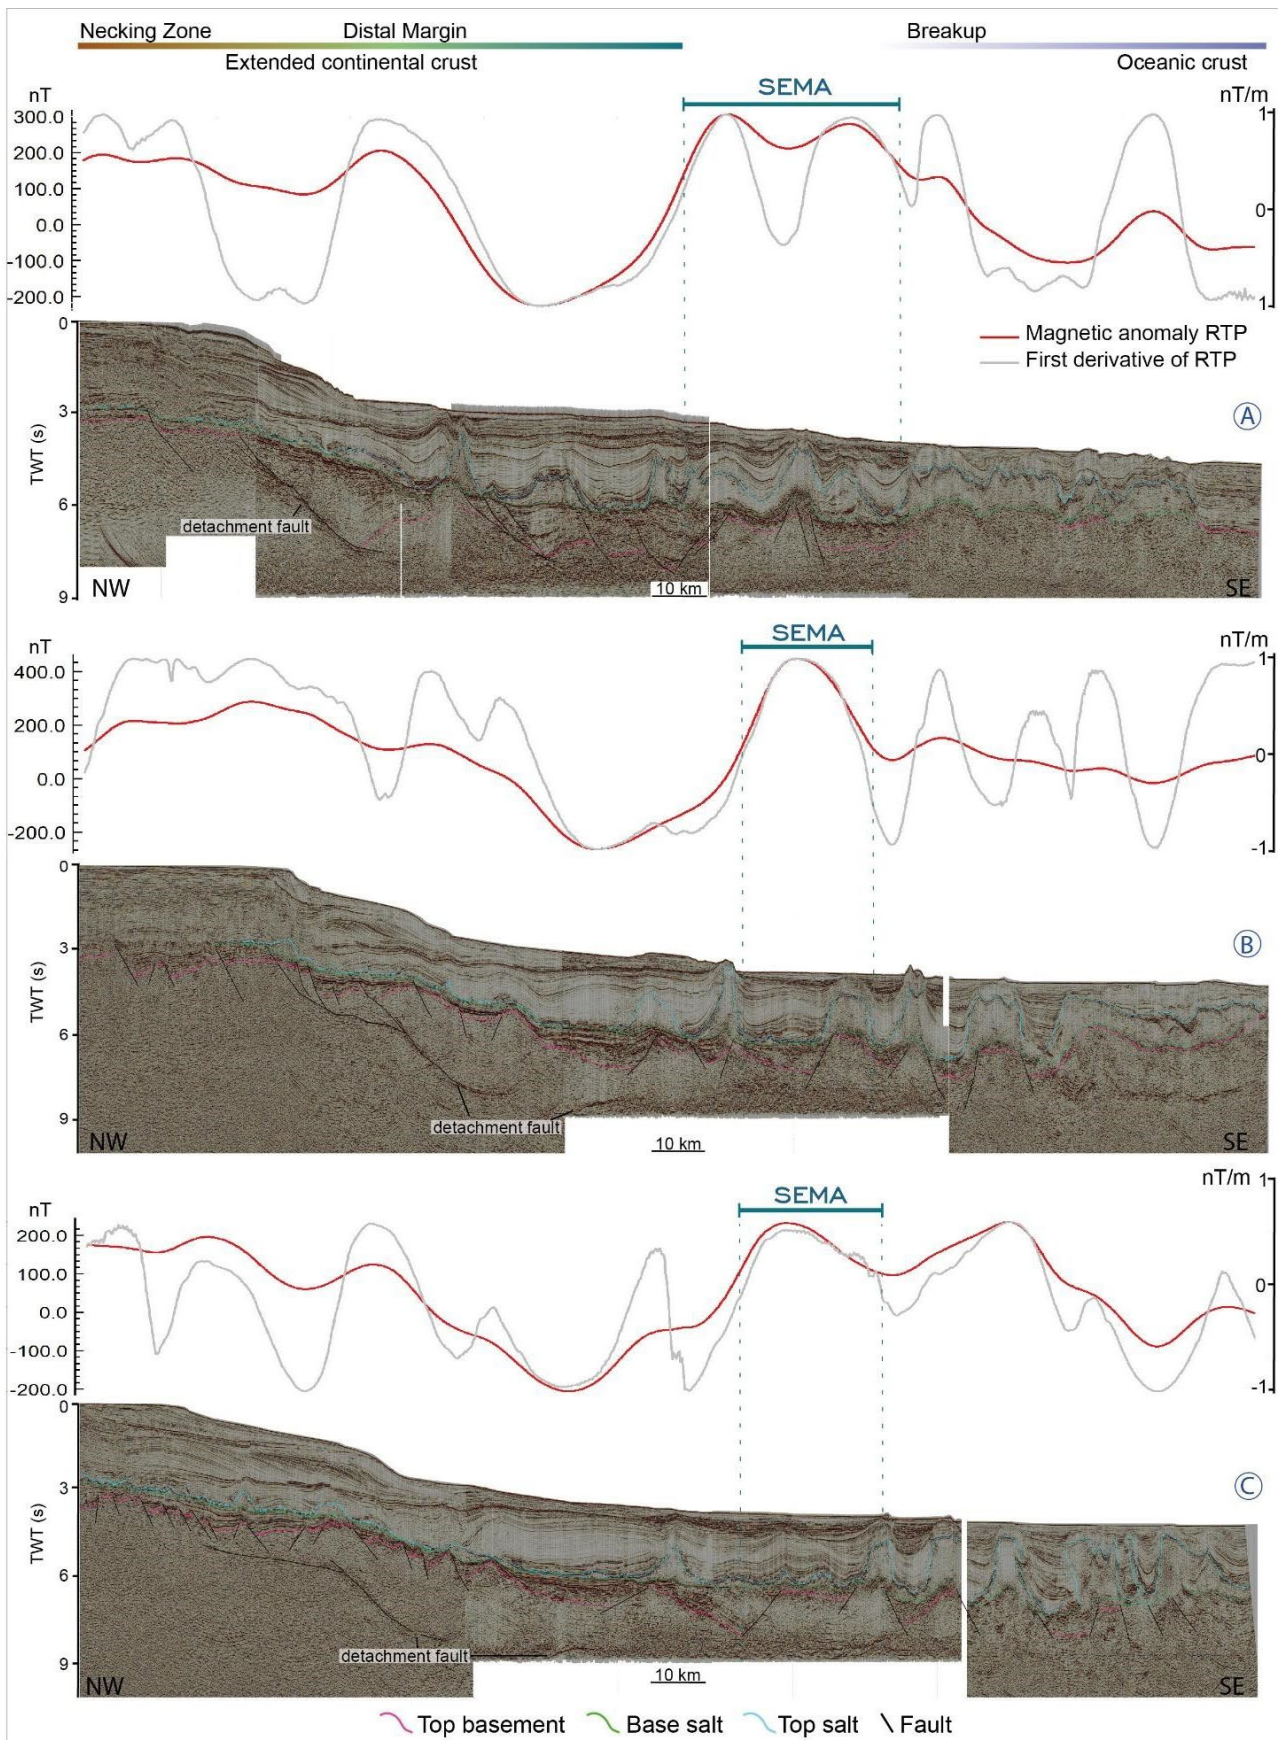 Necking Zone Distal Margin Breakup
Extended continental crust Oceanic crust
SEMA
nT nT/m
300.0 1
200.0
100.0
0.0 0
-100.0
-200.0 1
Magnetic anomaly RTP
First derivative of RTP
A
0
3
6
9
TWT (s)
detachment fault
10 km
NW SE
SEMA
nT nT/m
400.0 1
200.0
0.0 0
-200.0
-1
B
0
3
6
9
TWT (s)
detachment fault
10 km
NW SE
SEMA
nT nT/m
1
200.0
100.0
0.0 0
-100.0
-200.0 -1
C
0
3
6
9
TWT (s)
detachment fault
10 km
NW SE
Top basement Base salt Top salt Fault